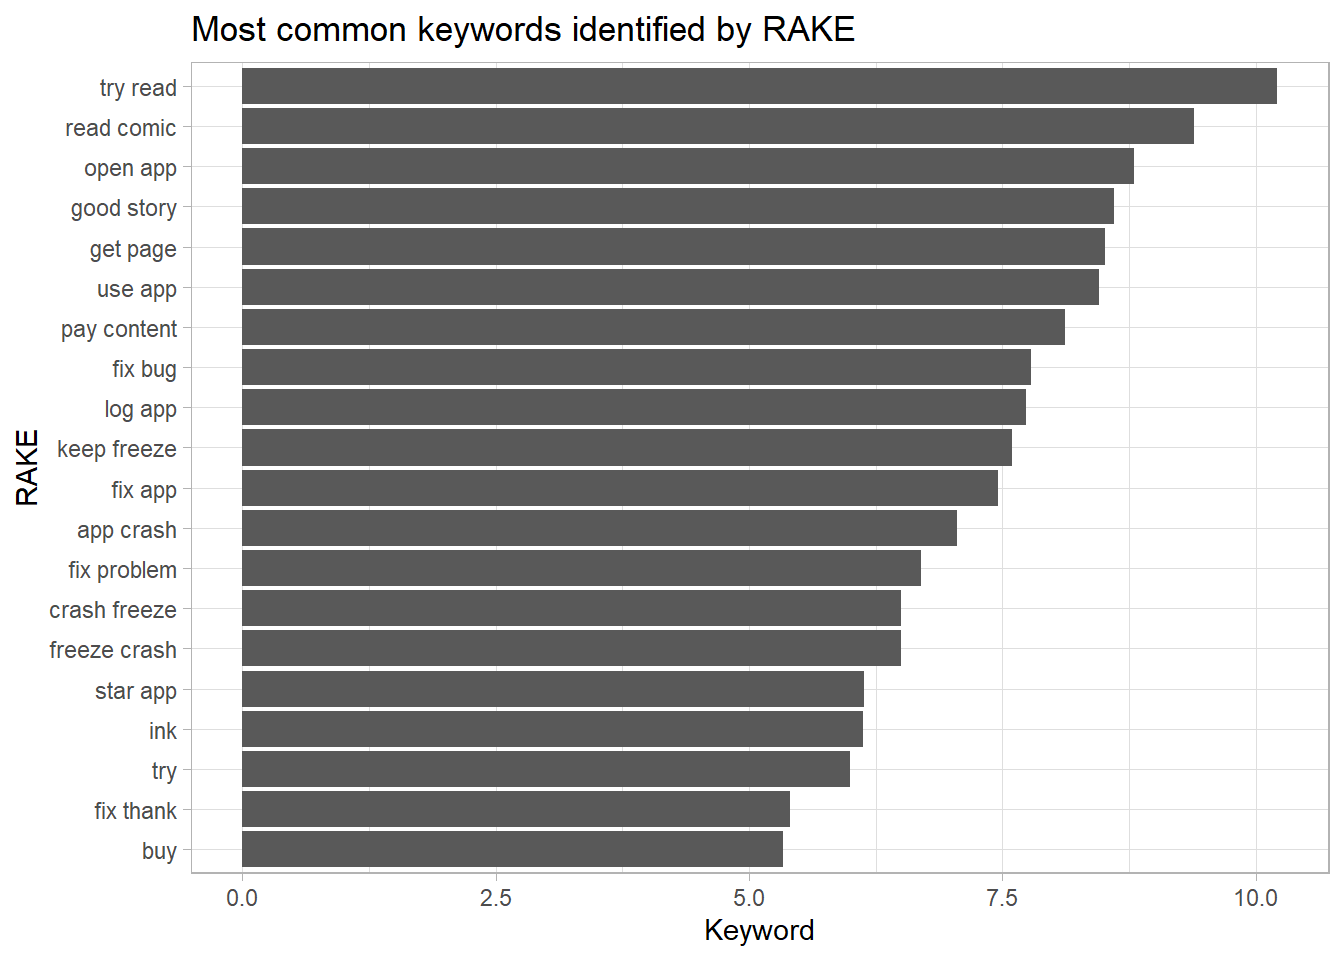 Most common keywords identified by RAKE
try read
read comic
open app
good story
get page
use app
pay content
fix bug
log app
keep freeze
fix app
app crash
fix problem
crash freeze
freeze crash
star app
ink
try
fix thank
buy
RAKE
0.0 2.5 5.0 7.5 10.0
Keyword